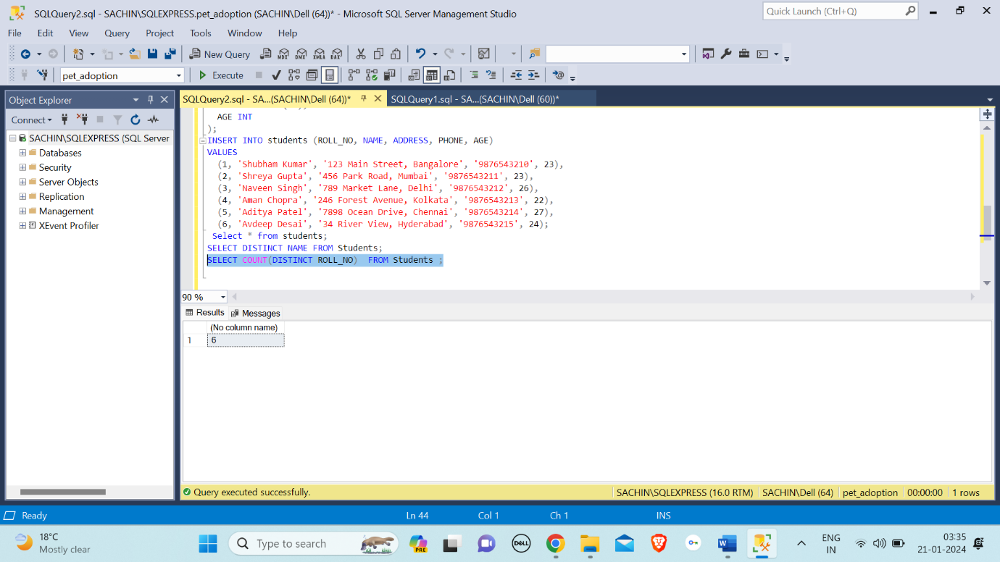 SQLQuery2.sql - SACHIN\SQLEXPRESS.pet_adoption (SACHIN\Dell (64))* - Microsoft SQL Server Management Studio
Quick Launch (Ctrl+Q)
File Edit View Query Project Tools Window Help
New Query MDX DMX XMLA DAX
pet_adoption Execute
Object Explorer
SQLQuery2.sql - SA...(SACHIN\Dell (64))* SQLQuery1.sql - SA...(SACHIN\Dell (60))*
Connect
SACHIN\SQLEXPRESS (SQL Server
Databases
Security
Server Objects
Replication
Management
XEvent Profiler
AGE INT
);
INSERT INTO students (ROLL_NO, NAME, ADDRESS, PHONE, AGE)
VALUES
(1, 'Shubham Kumar', '123 Main Street, Bangalore', '9876543210', 23),
(2, 'Shreya Gupta', '456 Park Road, Mumbai', '9876543211', 23),
(3, 'Naveen Singh', '789 Market Lane, Delhi', '9876543212', 26),
(4, 'Aman Chopra', '246 Forest Avenue, Kolkata', '9876543213', 22),
(5, 'Aditya Patel', '7898 Ocean Drive, Chennai', '9876543214', 27),
(6, 'Avdeep Desai', '34 River View, Hyderabad', '9876543215', 24);
Select * from students;
SELECT DISTINCT NAME FROM Students;
SELECT COUNT(DISTINCT ROLL_NO)  FROM Students ;
90 %
Results Messages
(No column name)
1 6
Query executed successfully. SACHIN\SQLEXPRESS (16.0 RTM) SACHIN\Dell (64) pet_adoption 00:00:00 1 rows
Ready Ln 44 Col 1 Ch 1 INS
18°C
Mostly clear
Type to search
PRE
DELL
ENG
IN
03:35
21-01-2024